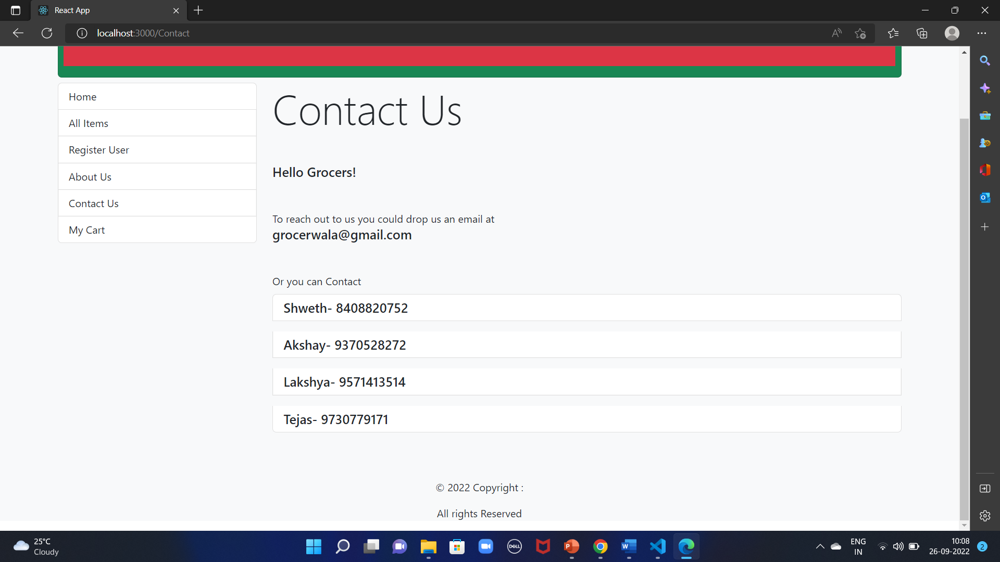 React App
localhost:3000/Contact
Home
All Items
Register User
About Us
Contact Us
My Cart
Contact Us
Hello Grocers!
To reach out to us you could drop us an email at
grocerwala@gmail.com
Or you can Contact
Shweth- 8408820752
Akshay- 9370528272
Lakshya- 9571413514
Tejas- 9730779171
© 2022 Copyright :
All rights Reserved
25°C
Cloudy
DELL
ENG
IN
10:08
26-09-2022
2